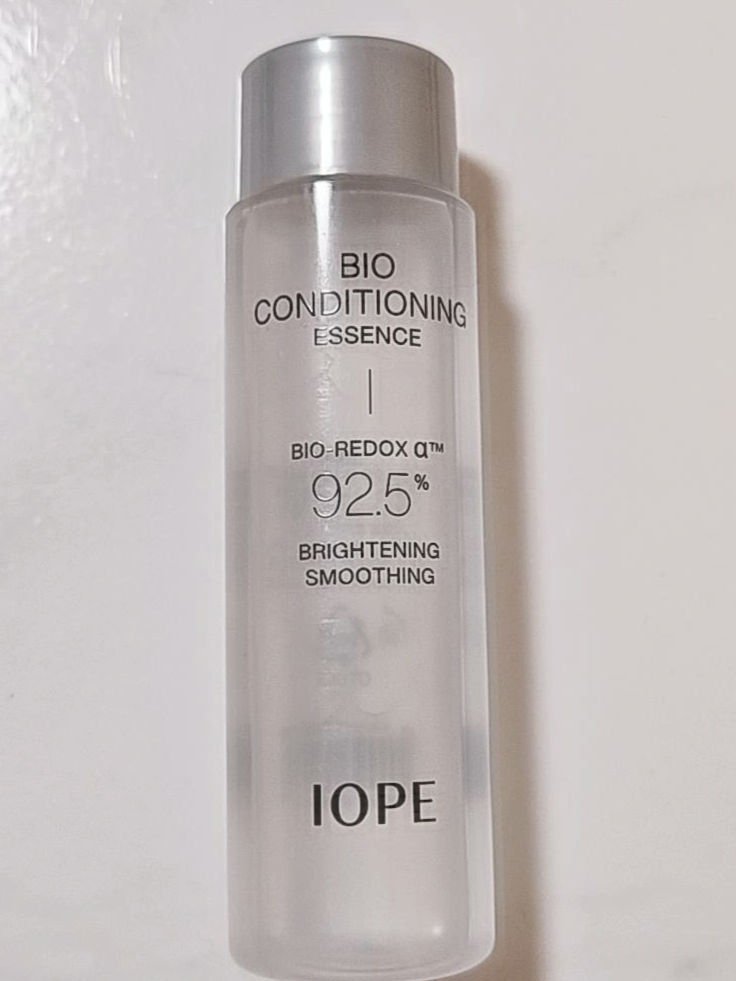 BIO
CONDITIONING
ESSENCE
BIO-REDOX α™
92.5%
BRIGHTENING
SMOOTHING
IOPE